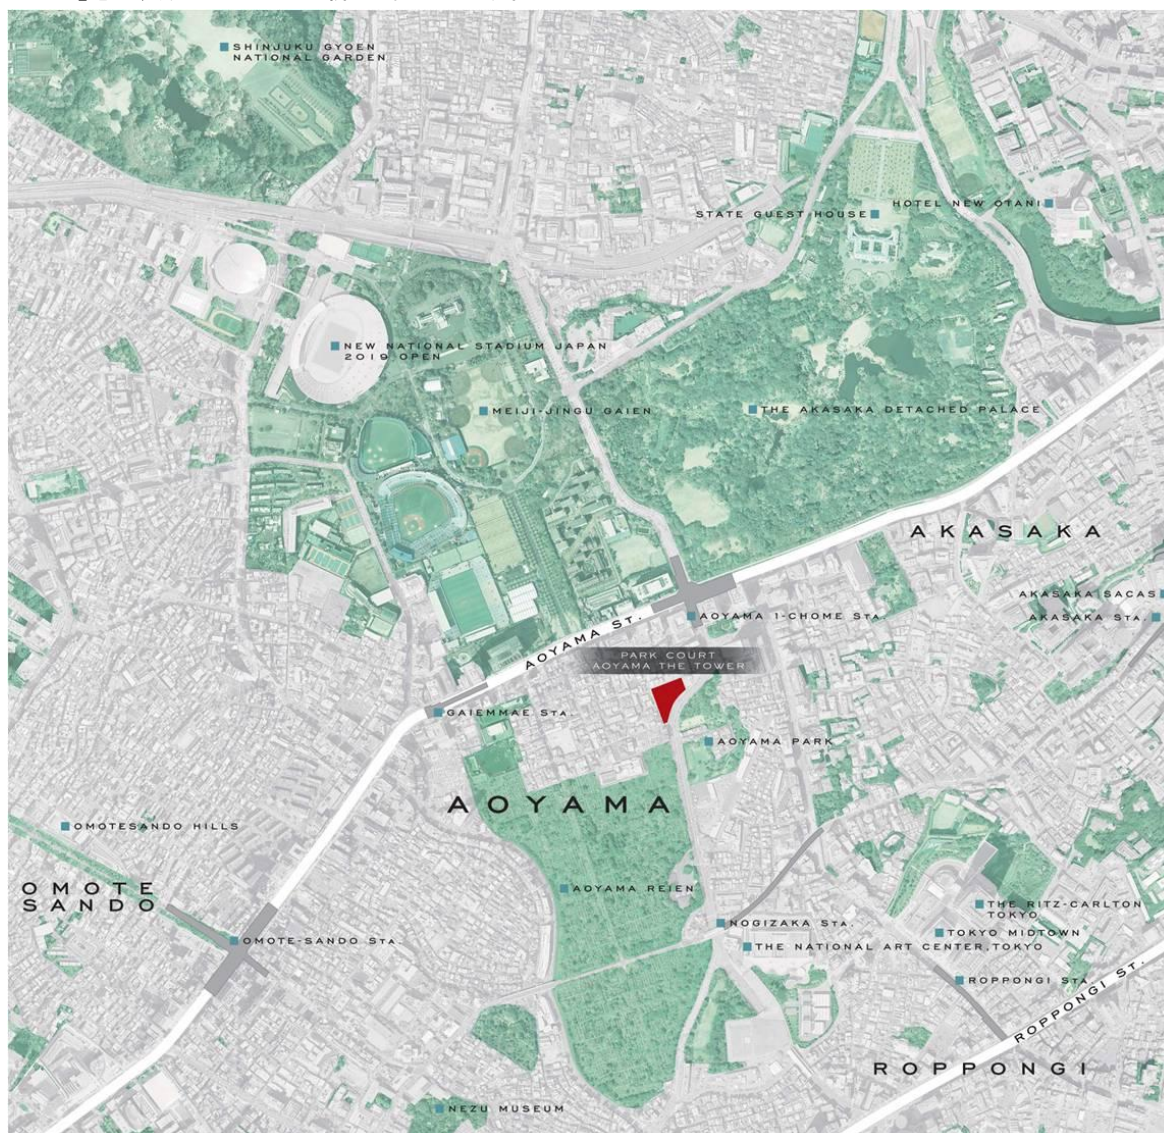 SHINJUKU GYOEN
NATIONAL GARDEN
HOTEL NEW OTANI
STATE GUEST HOUSE
NEW NATIONAL STADIUM JAPAN
2019 OPEN
MEIJI-JINGU GAIEN
THE AKASAKA DETACHED PALACE
AKASAKA
AKASAKA SACAS
AOYAMA 1-CHOME STA.
AKASAKA STA.
AOYAMA ST.
PARK COURT
AOYAMA THE TOWER
GAIEMMAE STA.
AOYAMA PARK
AOYAMA
OMOTESANDO HILLS
OMOTE
SANDO
AOYAMA REIEN
THE RITZ-CARLTON
TOKYO
NOGIZAKA STA.
TOKYO MIDTOWN
OMOTE-SANDO STA.
THE NATIONAL ART CENTER,TOKYO
ROPPONGI STA.
ROPPONGI ST.
ROPPONGI
NEZU MUSEUM